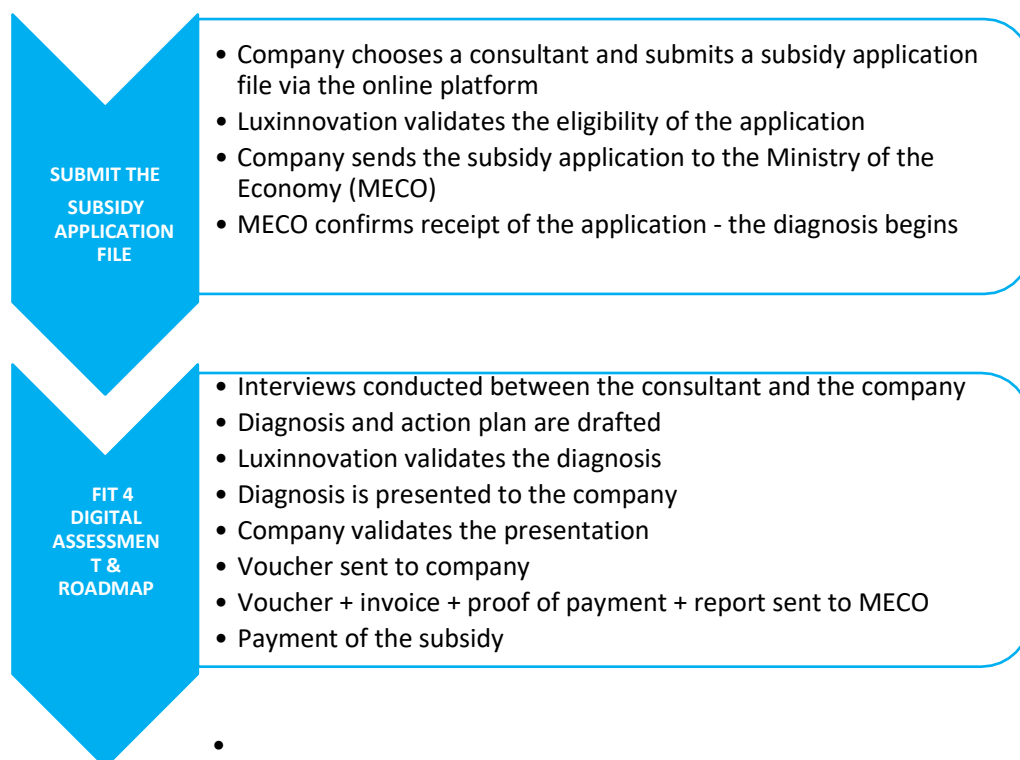 SUBMIT THE
SUBSIDY
APPLICATION
FILE
• Company chooses a consultant and submits a subsidy application
file via the online platform
• Luxinnovation validates the eligibility of the application
• Company sends the subsidy application to the Ministry of the
Economy (MECO)
• MECO confirms receipt of the application - the diagnosis begins
FIT 4
DIGITAL
ASSESSMEN
T &
ROADMAP
• Interviews conducted between the consultant and the company
• Diagnosis and action plan are drafted
• Luxinnovation validates the diagnosis
• Diagnosis is presented to the company
• Company validates the presentation
• Voucher sent to company
• Voucher + invoice + proof of payment + report sent to MECO
• Payment of the subsidy
•